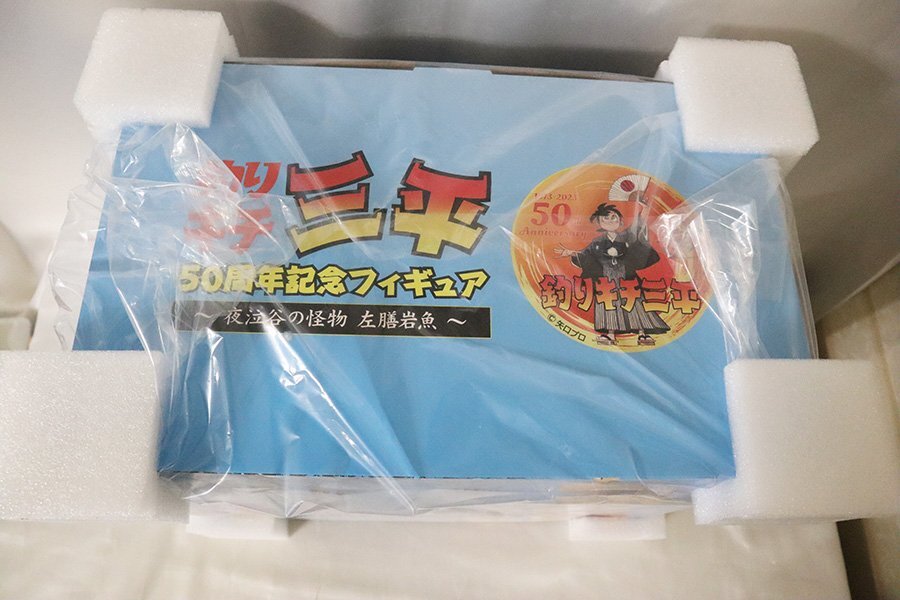 釣り
キチ
三平
50周年記念フィギュア
～ 夜泣谷の怪物 左膳岩魚 ～
50
Anniversary
釣りキチ三平
©矢口プロ